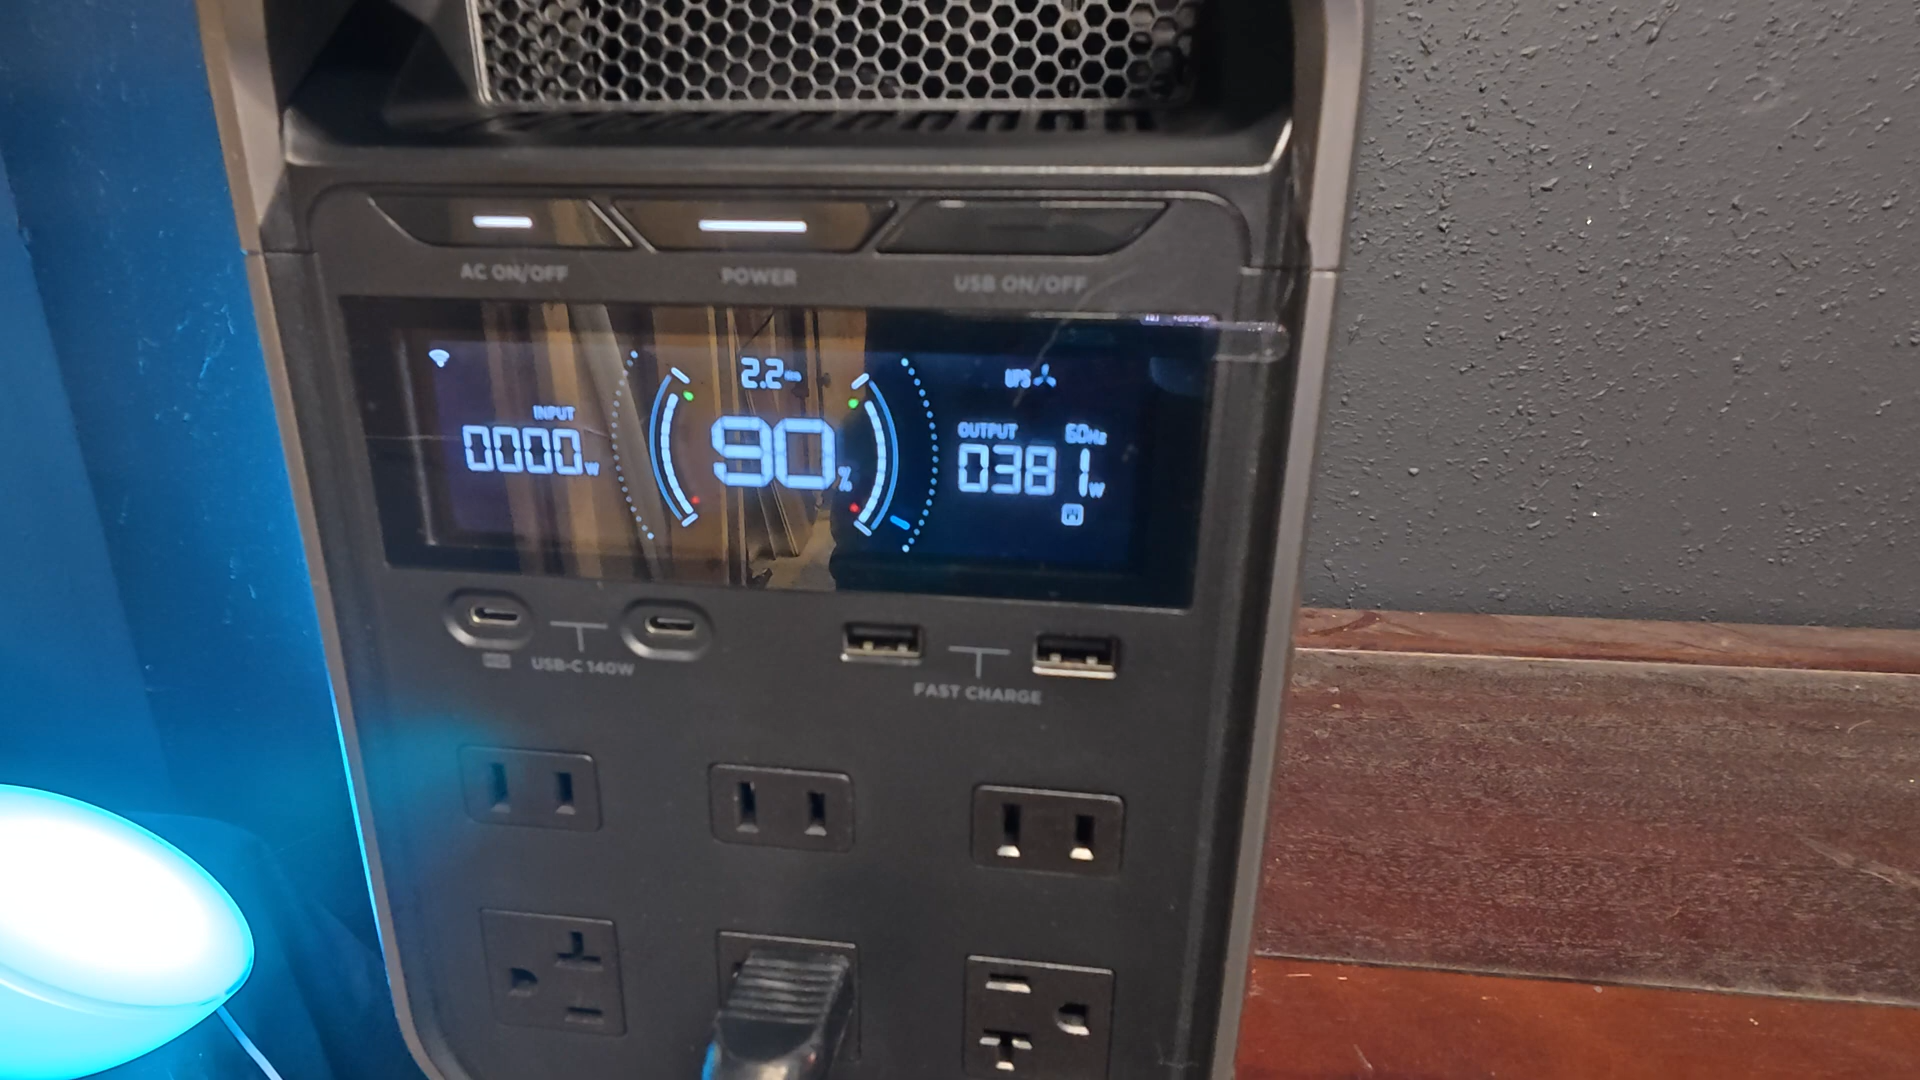 AC ON/OFF POWER USB ON/OFF
2.2
UPS
INPUT
0000W
90%
OUTPUT 60Hz
0381W
USB-C 140W
FAST CHARGE